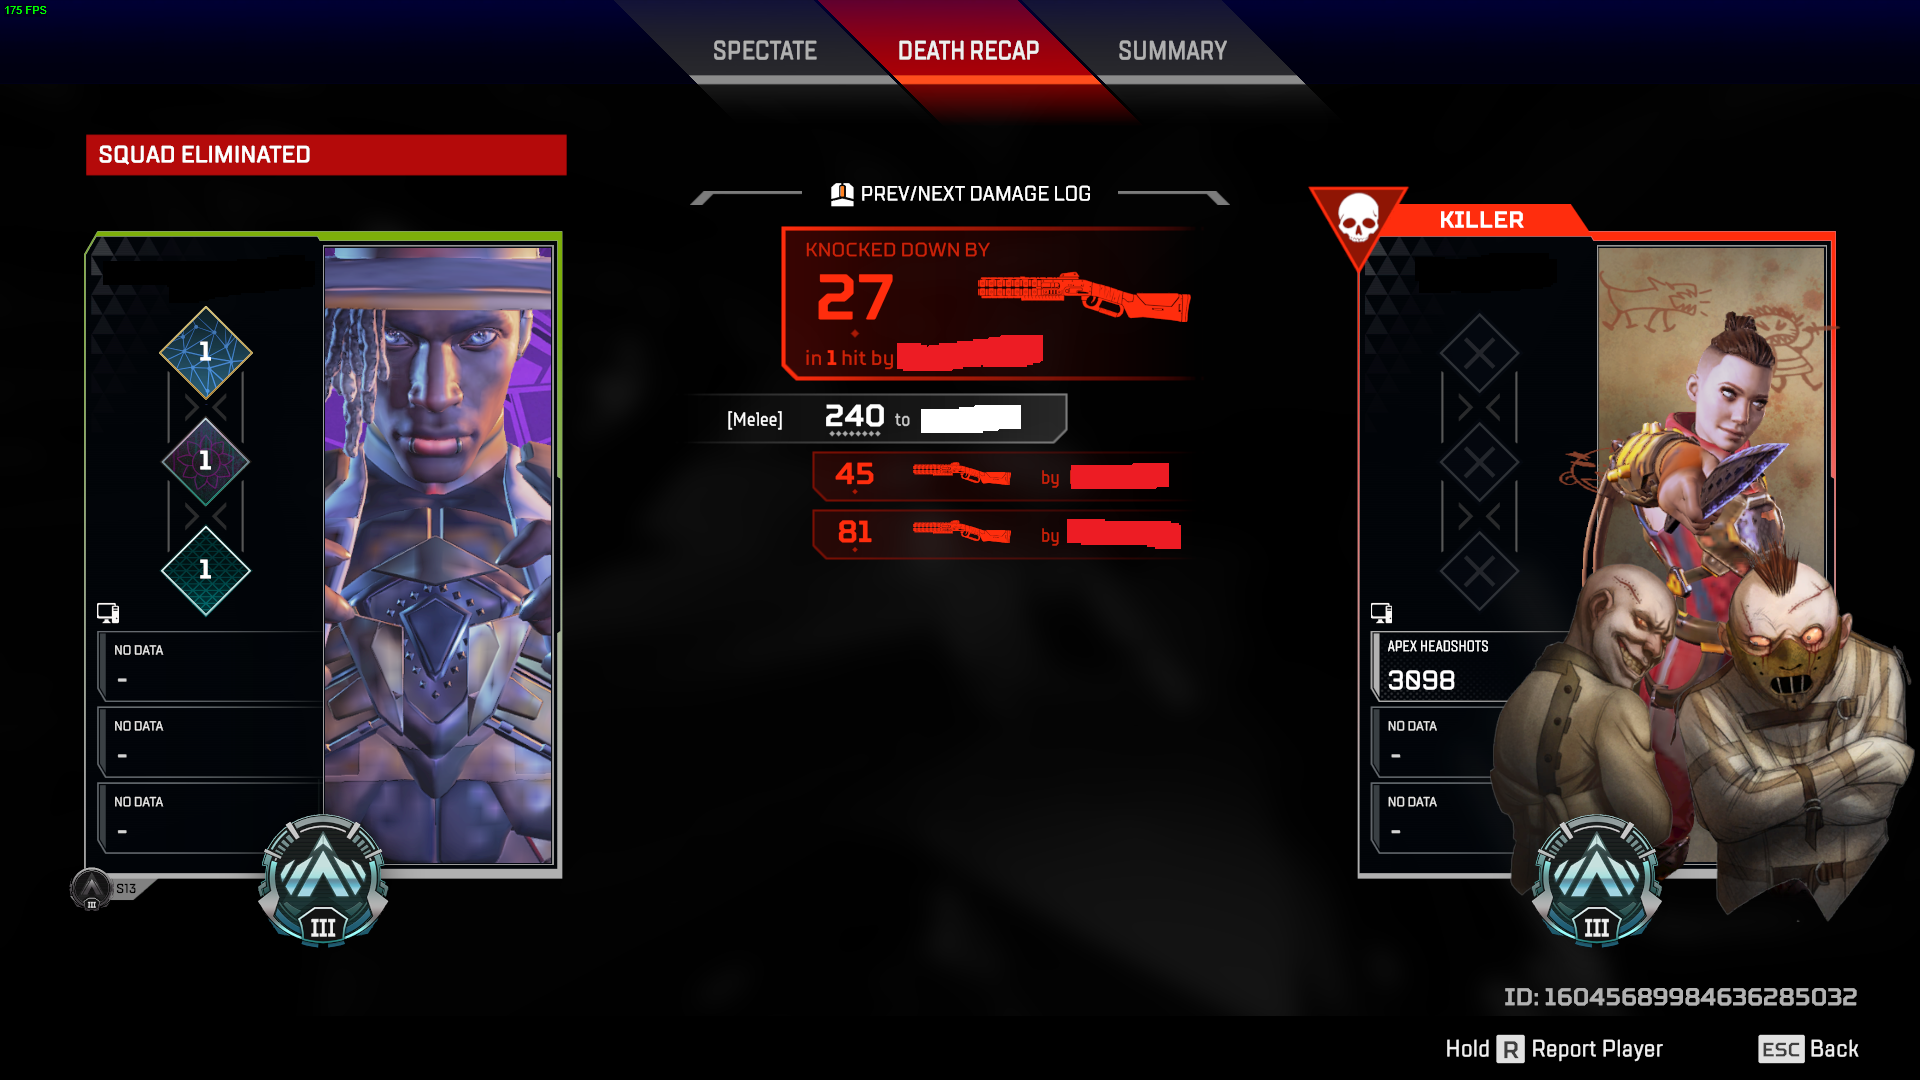 175 FPS
SPECTATE
DEATH RECAP
SUMMARY
SQUAD ELIMINATED
PREV/NEXT DAMAGE LOG
KILLER
KNOCKED DOWN BY
27
in 1 hit by
[Melee] 240 to
45 by
81 by
1
1
1
NO DATA
-
NO DATA
-
NO DATA
-
S13
III
III
APEX HEADSHOTS
3098
NO DATA
-
NO DATA
-
III
ID: 16045689984636285032
Hold R Report Player
ESC Back